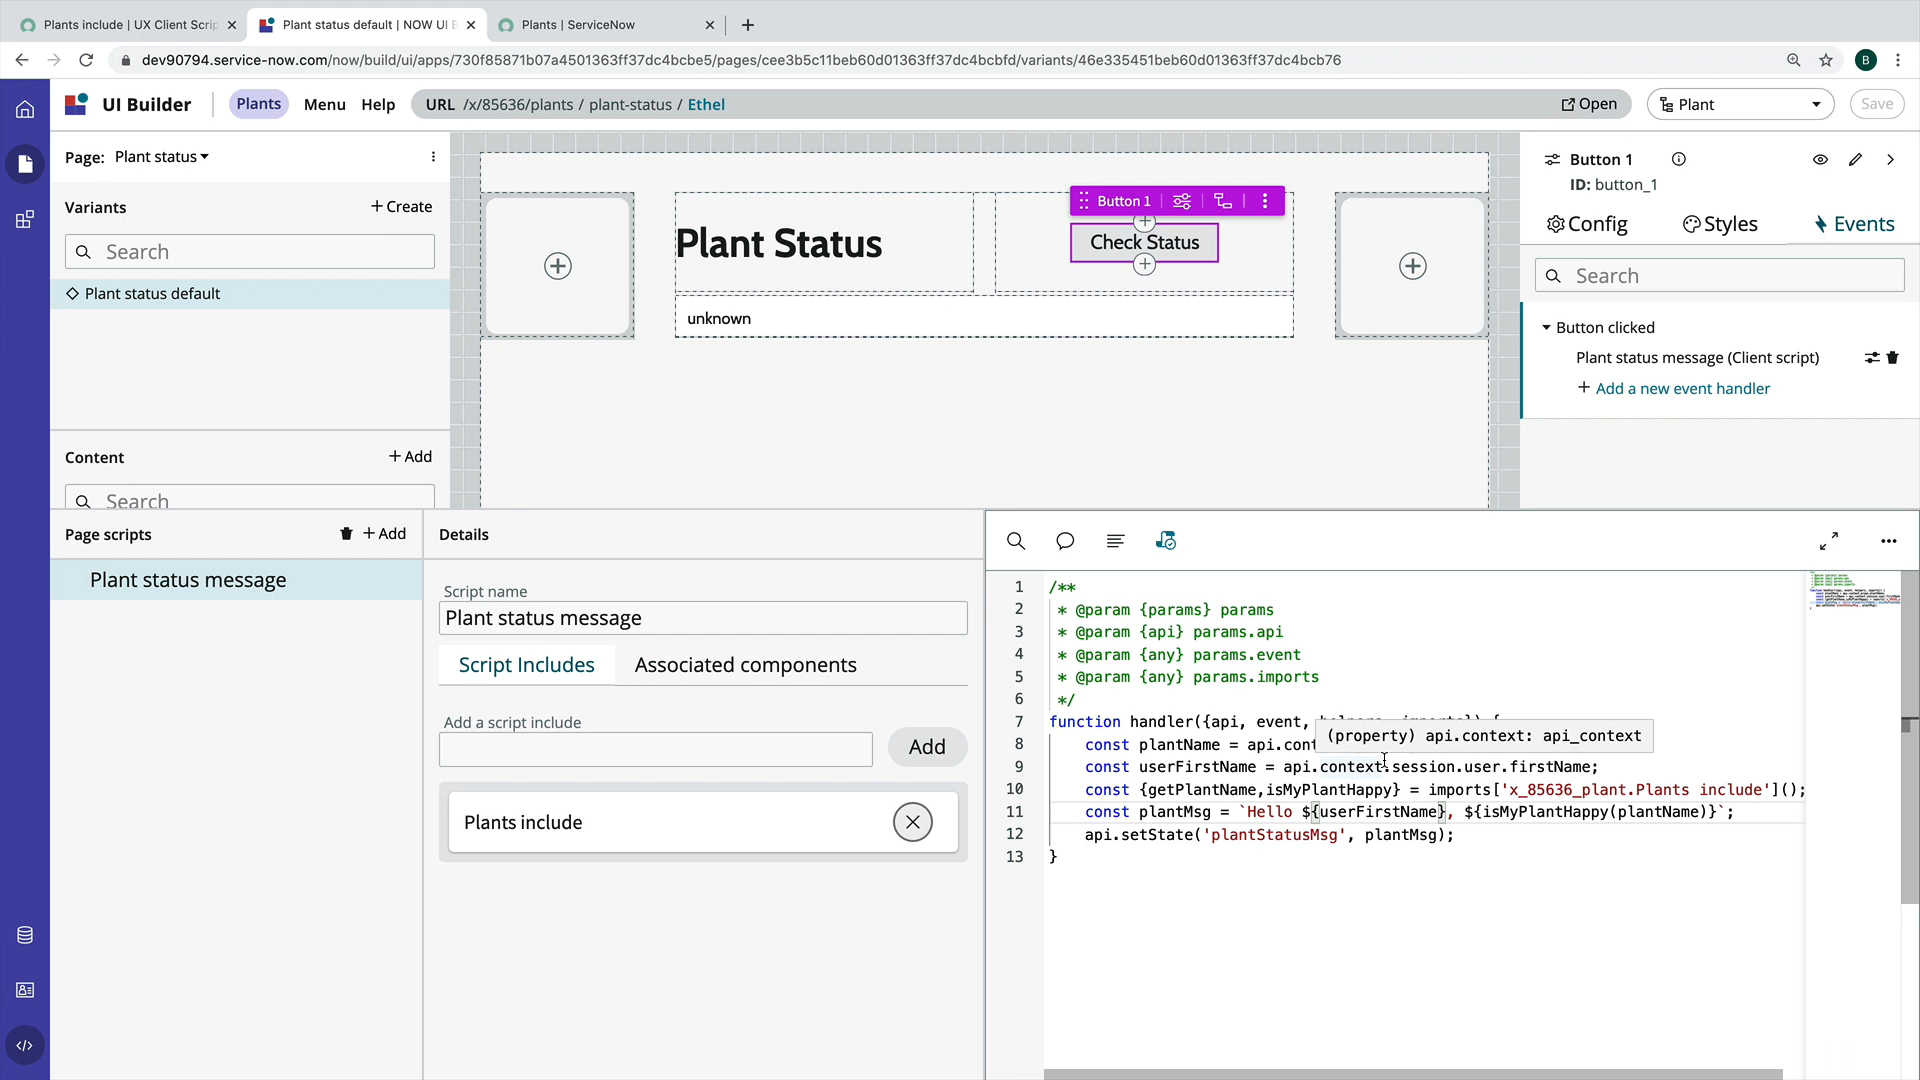 Plants include | UX Client Scrip
Plant status default | NOW UI B
Plants | ServiceNow
dev90794.service-now.com/now/build/ui/apps/730f85871b07a4501363ff37dc4bcbe5/pages/cee3b5c11beb60d01363ff37dc4bcbfd/variants/46e335451beb60d01363ff37dc4bcb76
B
UI Builder
Plants
Menu
Help
URL /x/85636/plants / plant-status / Ethel
Open
Plant
Save
Page: Plant status
Variants
+ Create
Search
Plant status default
Content
+ Add
Search
Button 1
Plant Status
Check Status
unknown
Button 1
ID: button_1
Config
Styles
Events
Search
Button clicked
Plant status message (Client script)
+ Add a new event handler
Page scripts
+ Add
Plant status message
Details
Script name
Plant status message
Script Includes
Associated components
Add a script include
Add
Plants include
1 /**
2 * @param {params} params
3 * @param {api} params.api
4 * @param {any} params.event
5 * @param {any} params.imports
6 */
7 function handler({api, event,
(property) api.context: api_context
8 const plantName = api.cont
9 const userFirstName = api.context.session.user.firstName;
10 const {getPlantName,isMyPlantHappy} = imports['x_85636_plant.Plants include']();
11 const plantMsg = `Hello ${userFirstName}, ${isMyPlantHappy(plantName)}`;
12 api.setState('plantStatusMsg', plantMsg);
13 }